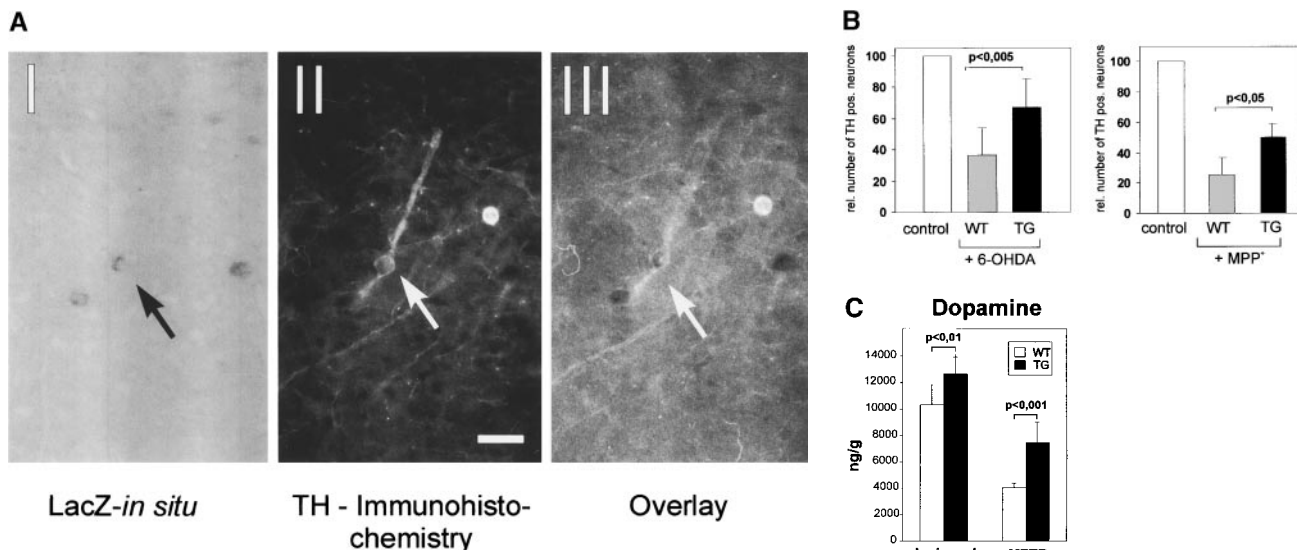 A
I
II
III
LacZ-in situ
TH - Immunohisto-
chemistry
Overlay
B
rel. number of TH pos. neurons
100
80
60
40
20
0
p<0,005
control
WT
TG
+ 6-OHDA
rel. number of TH pos. neurons
100
80
60
40
20
0
p<0,05
control
WT
TG
+ MPP+
C
Dopamine
ng/g
14000
12000
10000
8000
6000
4000
2000
0
p<0,01
p<0,001
WT
TG